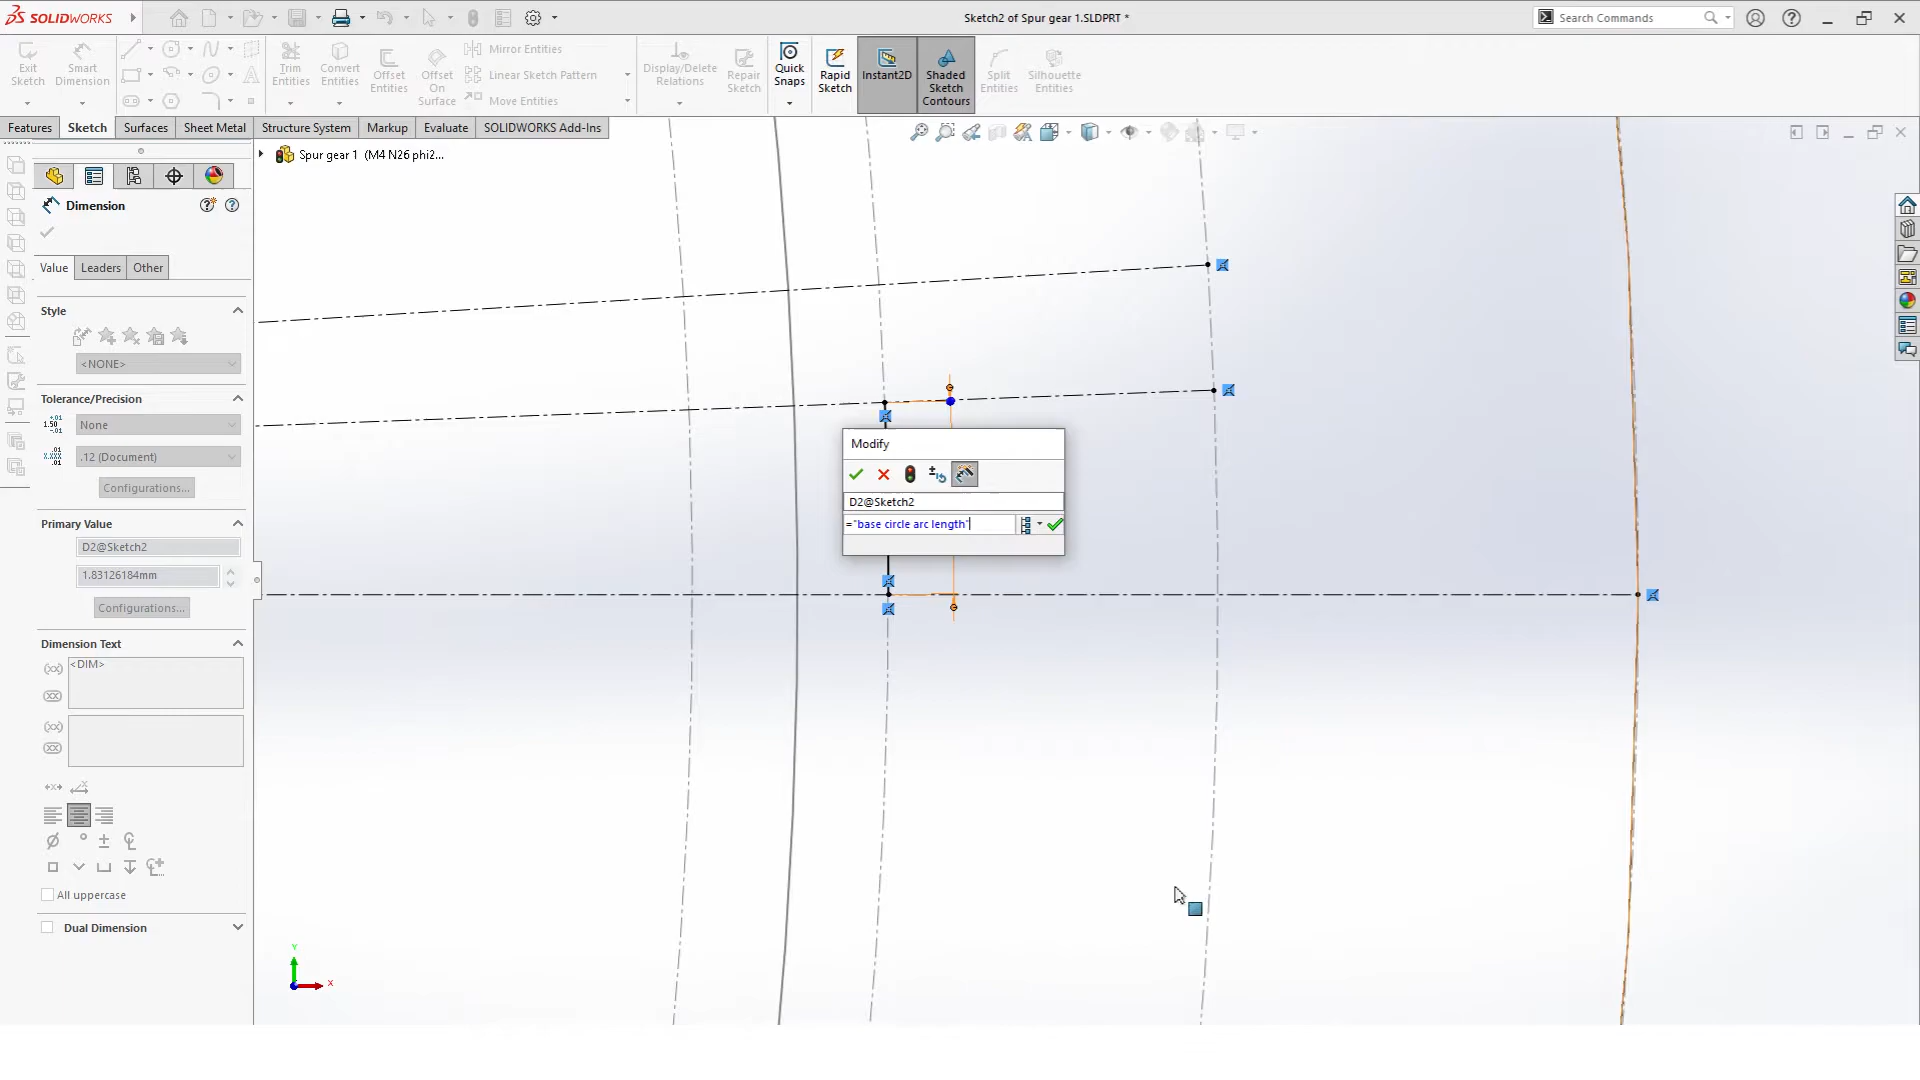 SOLIDWORKS
Sketch2 of Spur gear 1.SLDPRT *
Search Commands
Exit Sketch
Smart Dimension
Trim Entities
Convert Entities
Offset Entities
Offset On Surface
Mirror Entities
Linear Sketch Pattern
Move Entities
Display/Delete Relations
Repair Sketch
Quick Snaps
Rapid Sketch
Instant2D
Shaded Sketch Contours
Split Entities
Silhouette Entities
Features
Sketch
Surfaces
Sheet Metal
Structure System
Markup
Evaluate
SOLIDWORKS Add-Ins
Spur gear 1 (M4 N26 phi2...
Dimension
Value
Leaders
Other
Style
<NONE>
Tolerance/Precision
None
.12 (Document)
Configurations...
Primary Value
D2@Sketch2
1.83126184mm
Configurations...
Dimension Text
<DIM>
All uppercase
Dual Dimension
Modify
D2@Sketch2
="base circle arc length"
Y
X